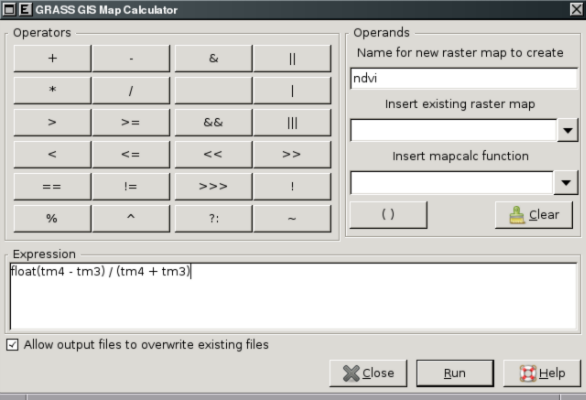 GRASS GIS Map Calculator
Operators
+ - & ||
* / |
> >= && |||
< <= << >>
== != >>> !
% ^ ?: ~
Operands
Name for new raster map to create
ndvi
Insert existing raster map
Insert mapcalc function
( ) Clear
Expression
float(tm4 - tm3) / (tm4 + tm3)
Allow output files to overwrite existing files
Close Run Help